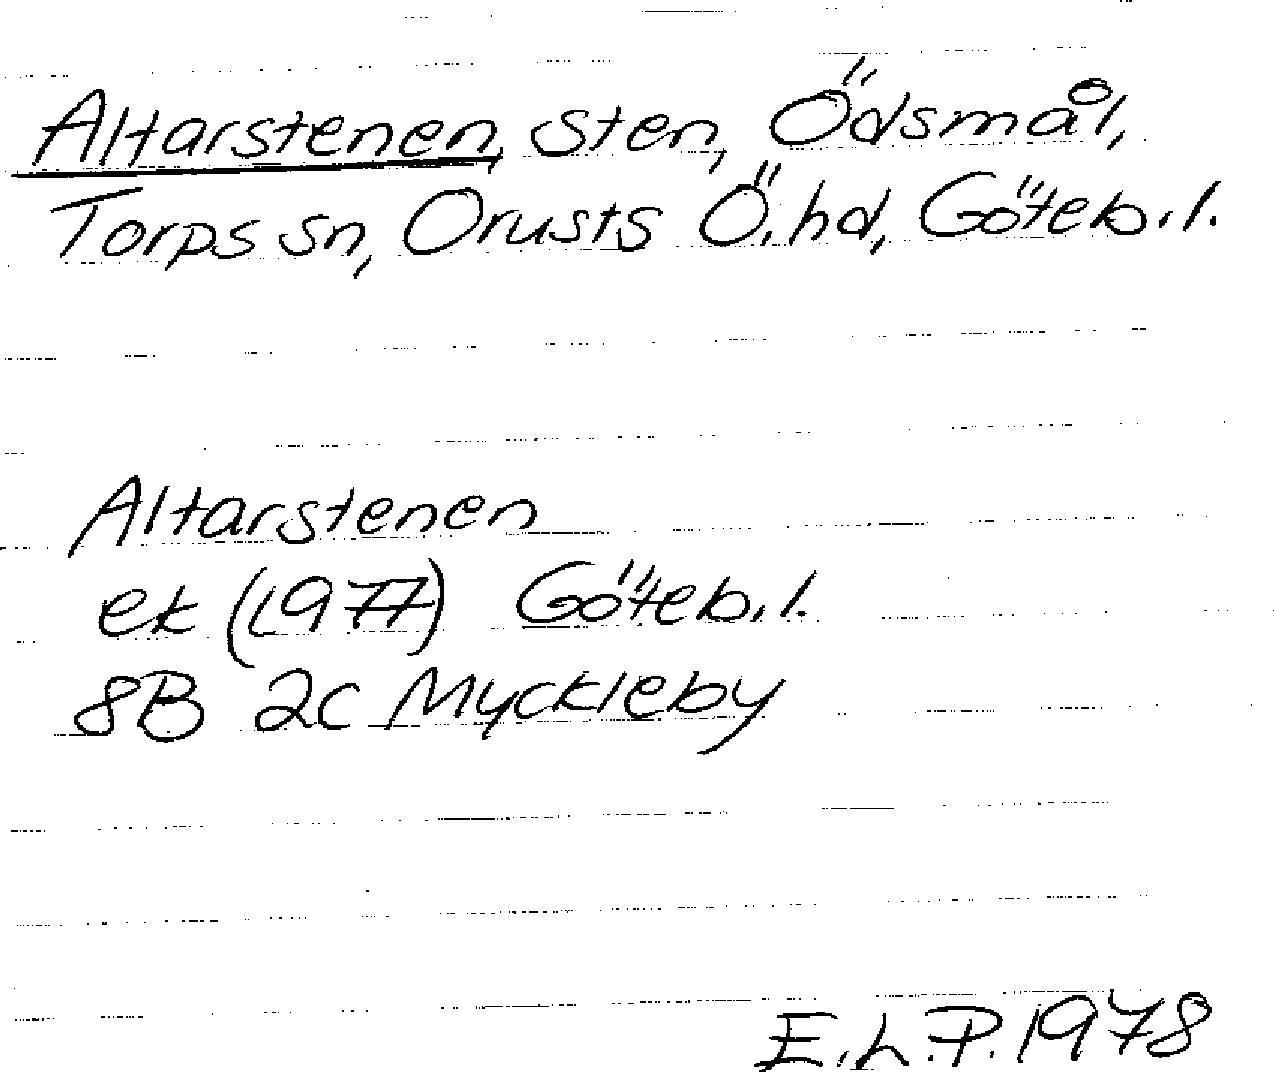 Altarstenen, sten, Ödsmål,
Torps sn, Orusts Ö. hd, Göteb. l.
Altarstenen
ek (1977) Göteb. l.
8B 2c Myckleby
E.L.P. 1978